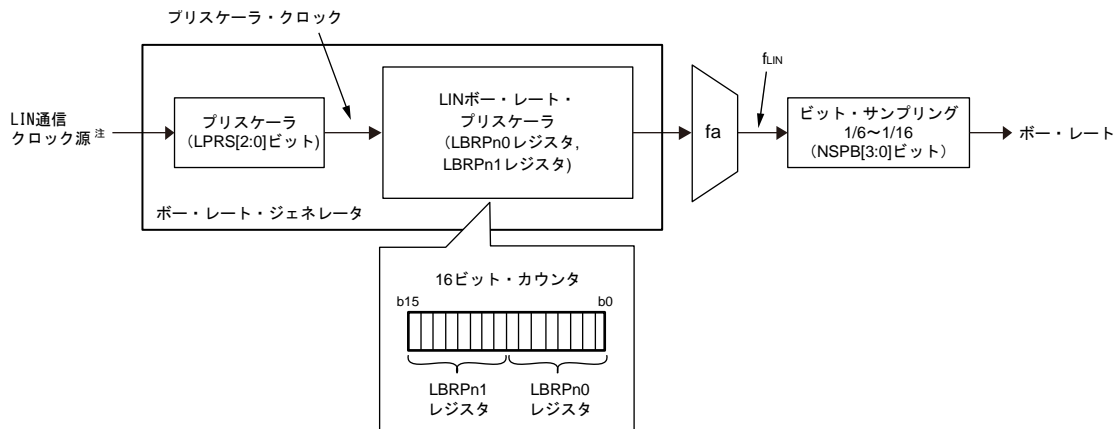 プリスケーラ・クロック
LIN通信
クロック源 注
プリスケーラ
(LPRS[2:0]ビット)
LINボー・レート・
プリスケーラ
(LBRPn0レジスタ,
LBRPn1レジスタ)
ボー・レート・ジェネレータ
fa
fLIN
ビット・サンプリング
1/6～1/16
(NSPB[3:0]ビット)
ボー・レート
16ビット・カウンタ
b15
b0
LBRPn1
レジスタ
LBRPn0
レジスタ